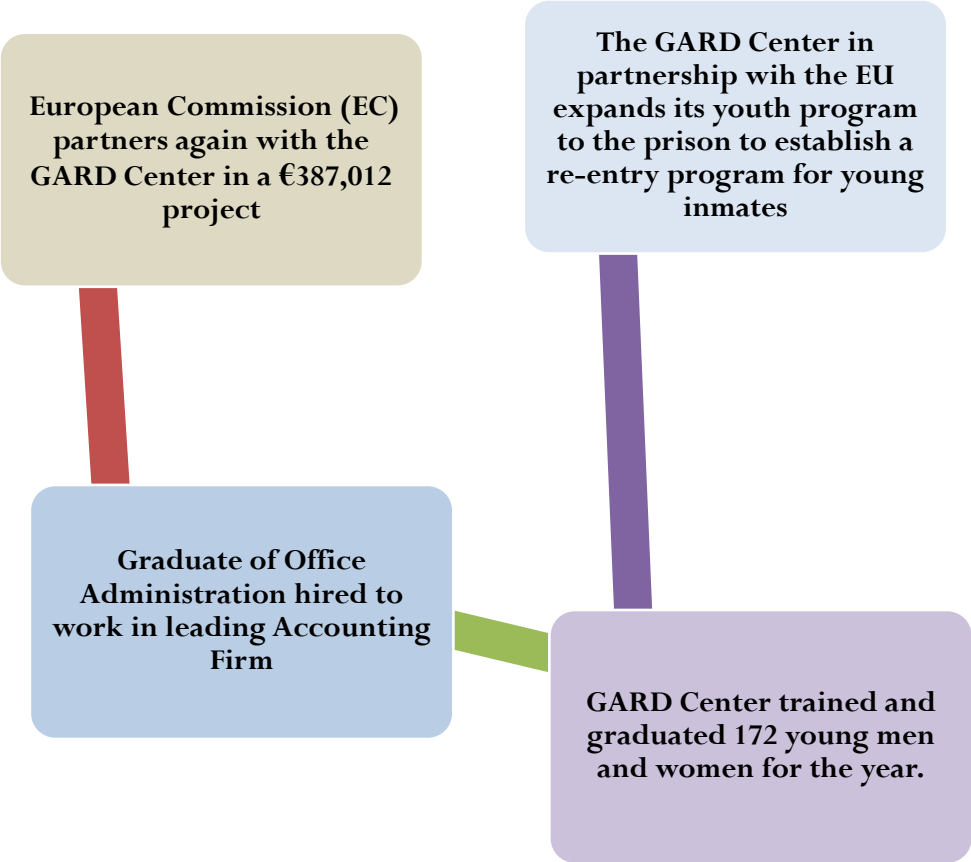 European Commission (EC)
partners again with the
GARD Center in a €387,012
project
The GARD Center in
partnership wih the EU
expands its youth program
to the prison to establish a
re-entry program for young
inmates
Graduate of Office
Administration hired to
work in leading Accounting
Firm
GARD Center trained and
graduated 172 young men
and women for the year.